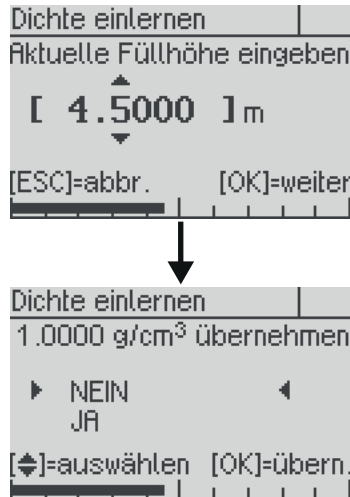 Dichte einlernen
Aktuelle Füllhöhe eingeben
[ 4.5000 ] m
[ESC]=abbr. [OK]=weiter
Dichte einlernen
1.0000 g/cm³ übernehmen
NEIN
JA
[♦]=auswählen [OK]=übern.